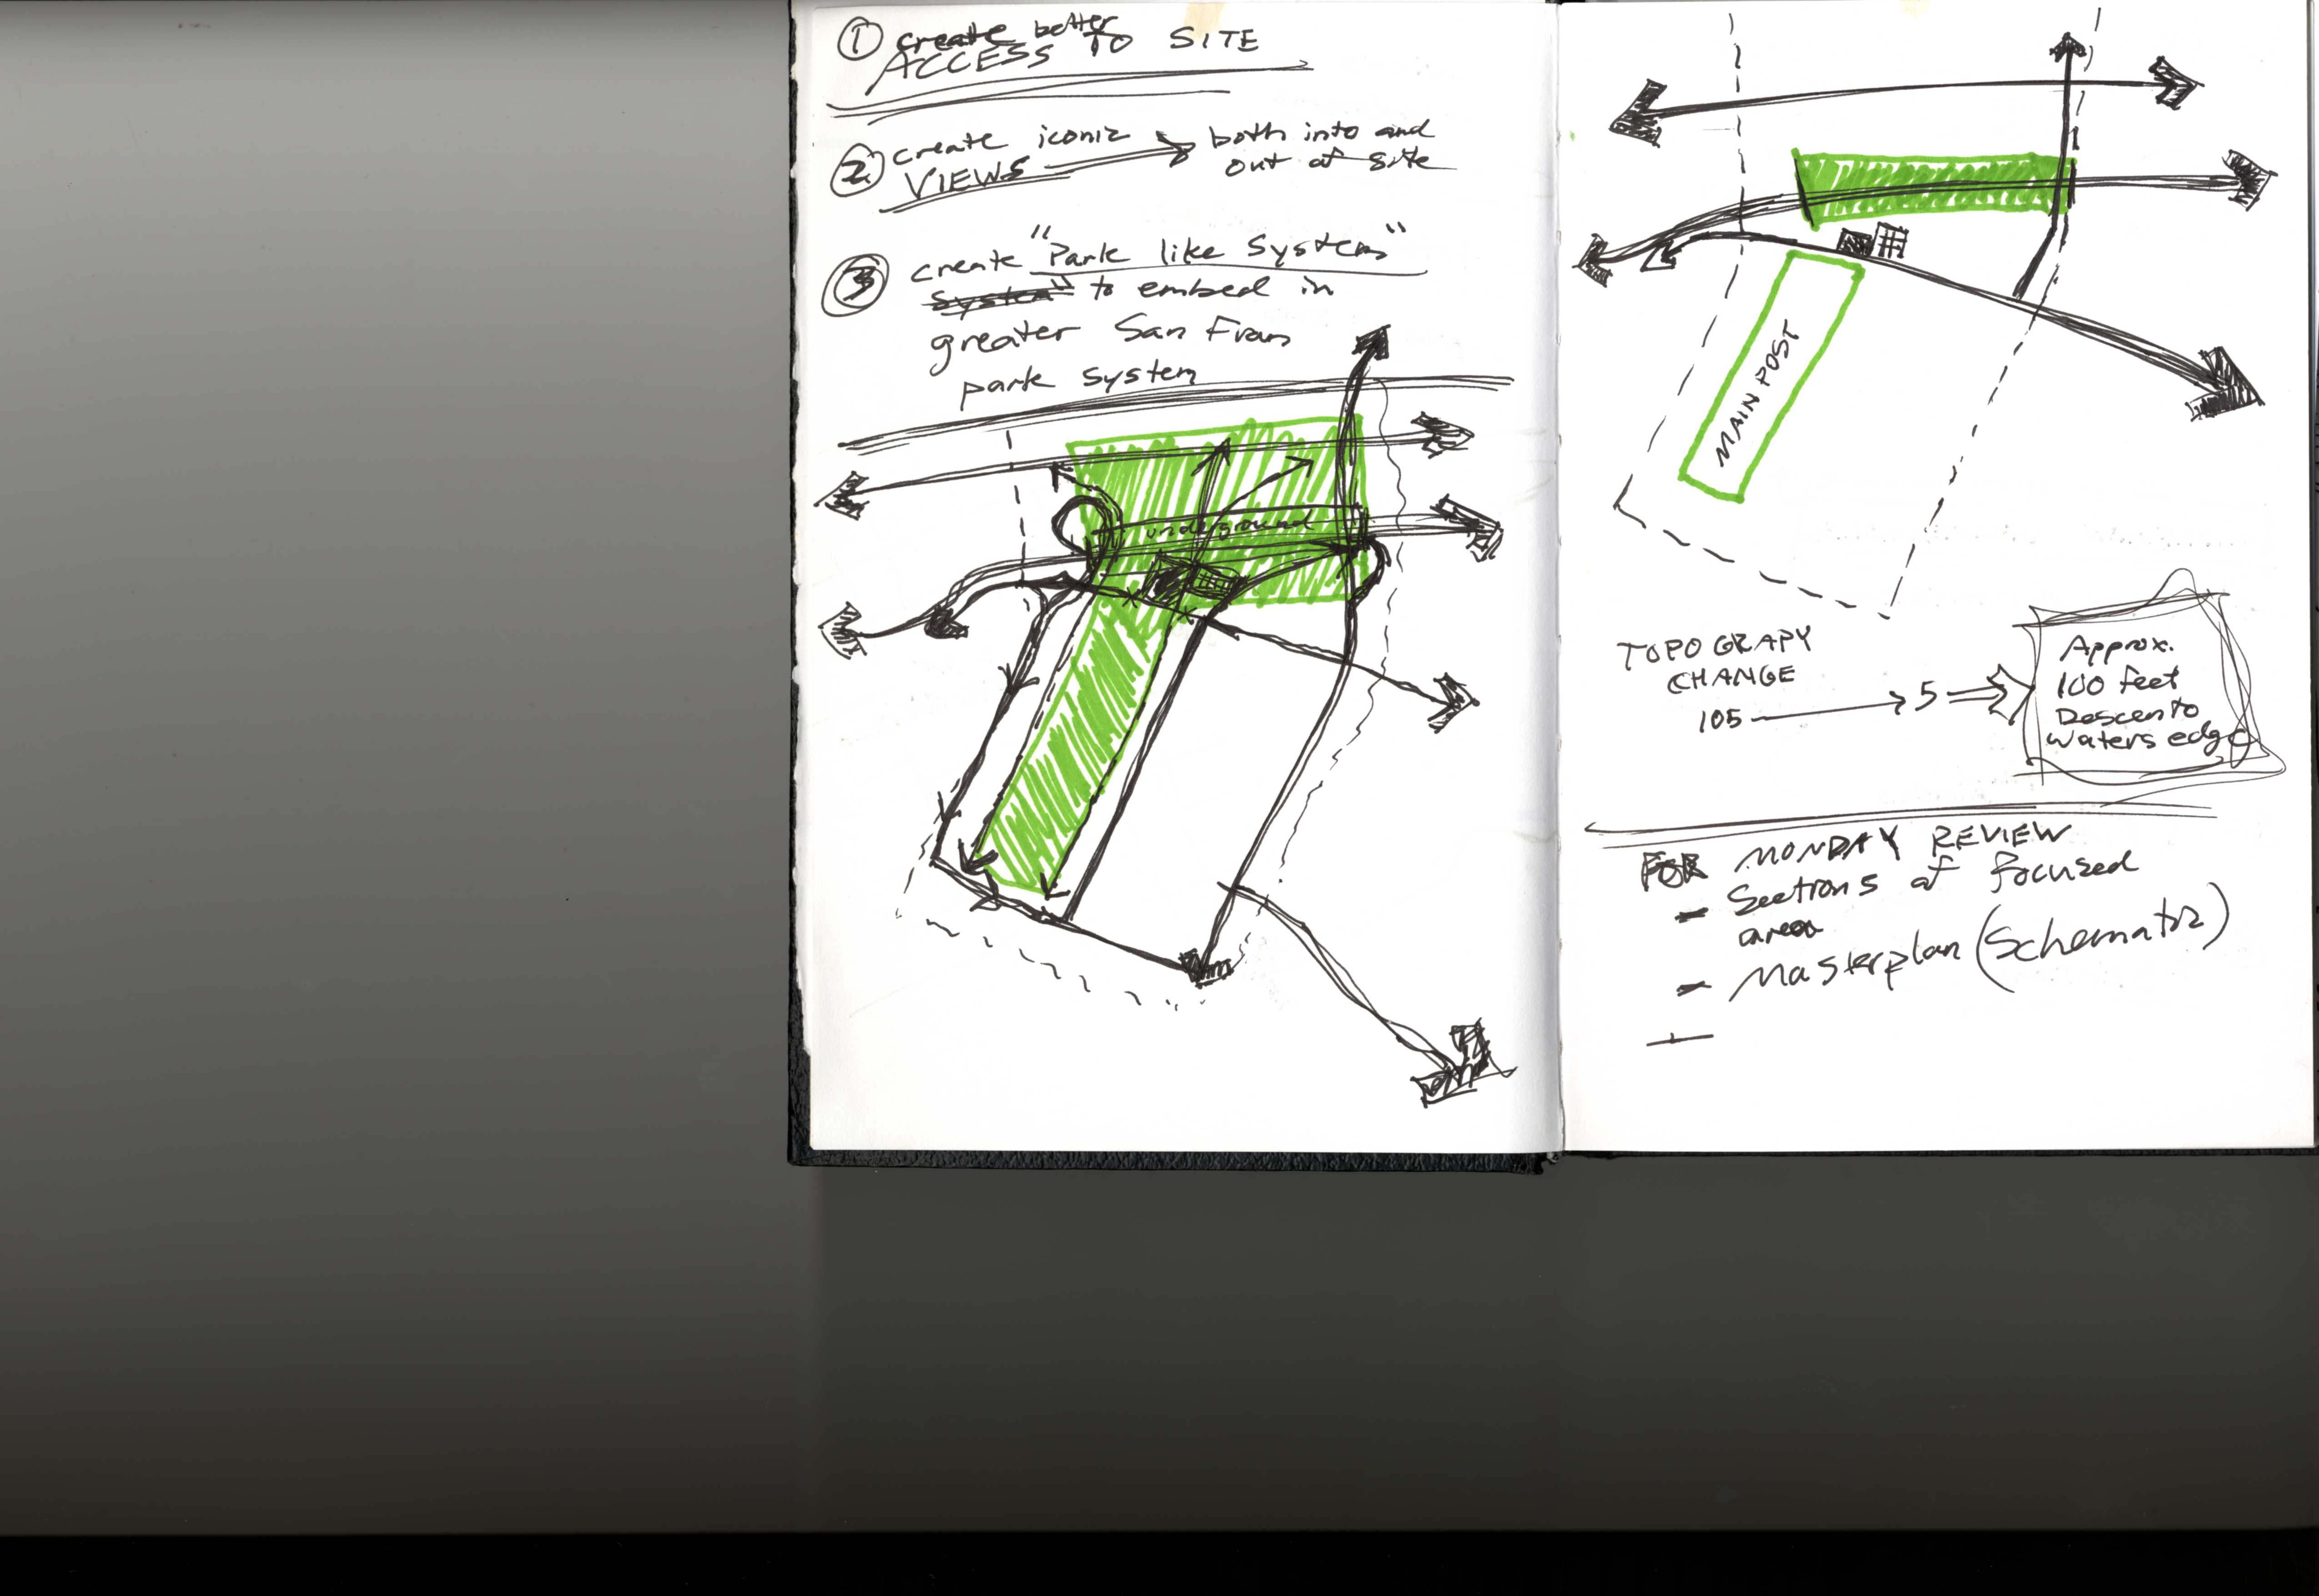 ① create better
ACCESS TO SITE
② create iconic
VIEWS → both into and
out of site
③ create "Park like System"
System" to embed in
greater San Fran
park system
underground
MAIN POST
TOPOGRAPY
CHANGE
105 → 5 ⇒
Approx.
100 feet
Descen to
waters edge
FOR MONDAY REVIEW
- Sections of focused
area
- Masterplan (Schematic)
-